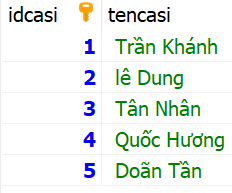 idcasi tencasi
1 Trần Khánh
2 lê Dung
3 Tân Nhân
4 Quốc Hương
5 Doãn Tần